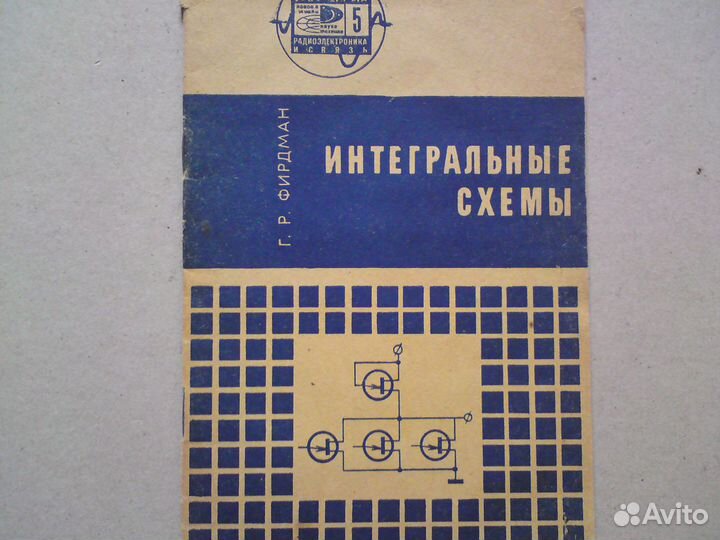 5
РАДИОЭЛЕКТРОНИКА
И СВЯЗЬ
Г. Р. ФИРДМАН
ИНТЕГРАЛЬНЫЕ
СХЕМЫ
Avito